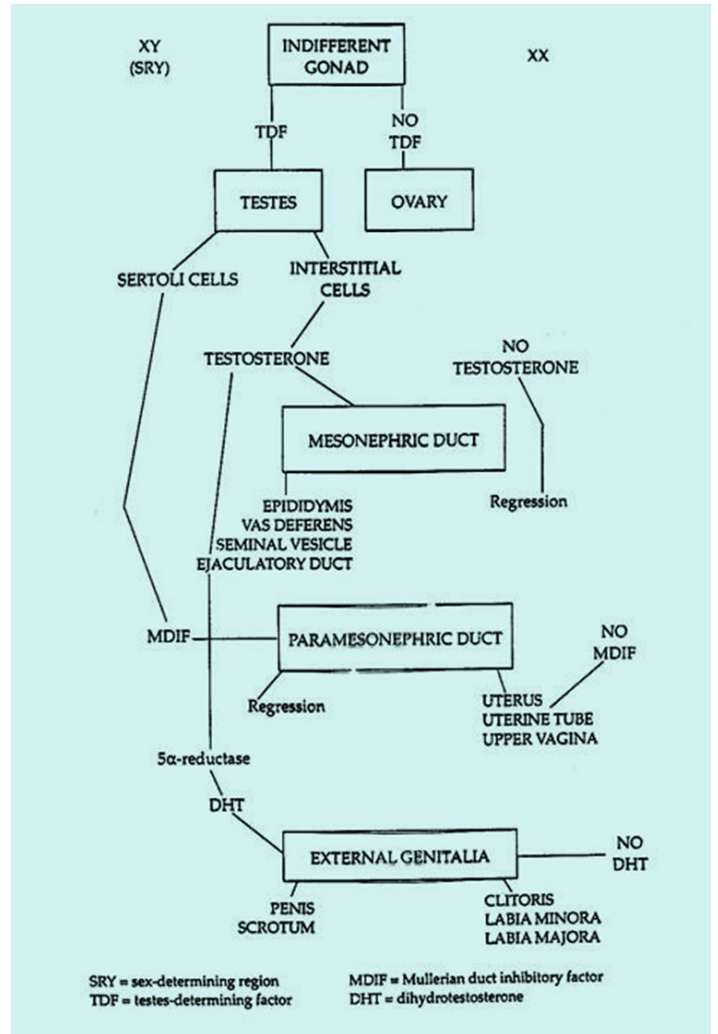 XY
(SRY)
INDIFFERENT
GONAD
XX
TDF
NO
TDF
TESTES
OVARY
SERTOLI CELLS
INTERSTITIAL
CELLS
TESTOSTERONE
NO
TESTOSTERONE
MESONEPHRIC DUCT
EPIDIDYMIS
VAS DEFERENS
SEMINAL VESICLE
EJACULATORY DUCT
Regression
MDIF
PARAMESONEPHRIC DUCT
NO
MDIF
Regression
UTERUS
UTERINE TUBE
UPPER VAGINA
5α-reductase
DHT
EXTERNAL GENITALIA
NO
DHT
PENIS
SCROTUM
CLITORIS
LABIA MINORA
LABIA MAJORA
SRY = sex-determining region
TDF = testes-determining factor
MDIF = Mullerian duct inhibitory factor
DHT = dihydrotestosterone